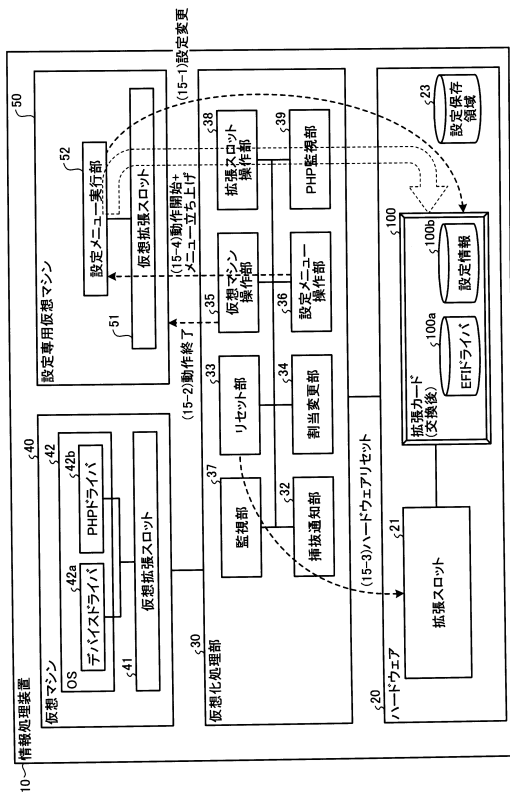 10
情報処理装置
40
仮想マシン
42
OS
42a
デバイスドライバ
42b
PHPドライバ
41
仮想拡張スロット
50
設定専用仮想マシン
52
設定メニュー実行部
51
仮想拡張スロット
(15-1)設定変更
(15-2)動作終了
(15-4)動作開始+
メニュー立ち上げ
30
仮想化処理部
37
監視部
33
リセット部
35
仮想マシン
操作部
38
拡張スロット
操作部
32
挿抜通知部
34
割当変更部
36
設定メニュー
操作部
39
PHP監視部
(15-3)ハードウェアリセット
20
ハードウェア
21
拡張スロット
100
拡張カード
(交換後)
100a
EFIドライバ
100b
設定情報
23
設定保存
領域